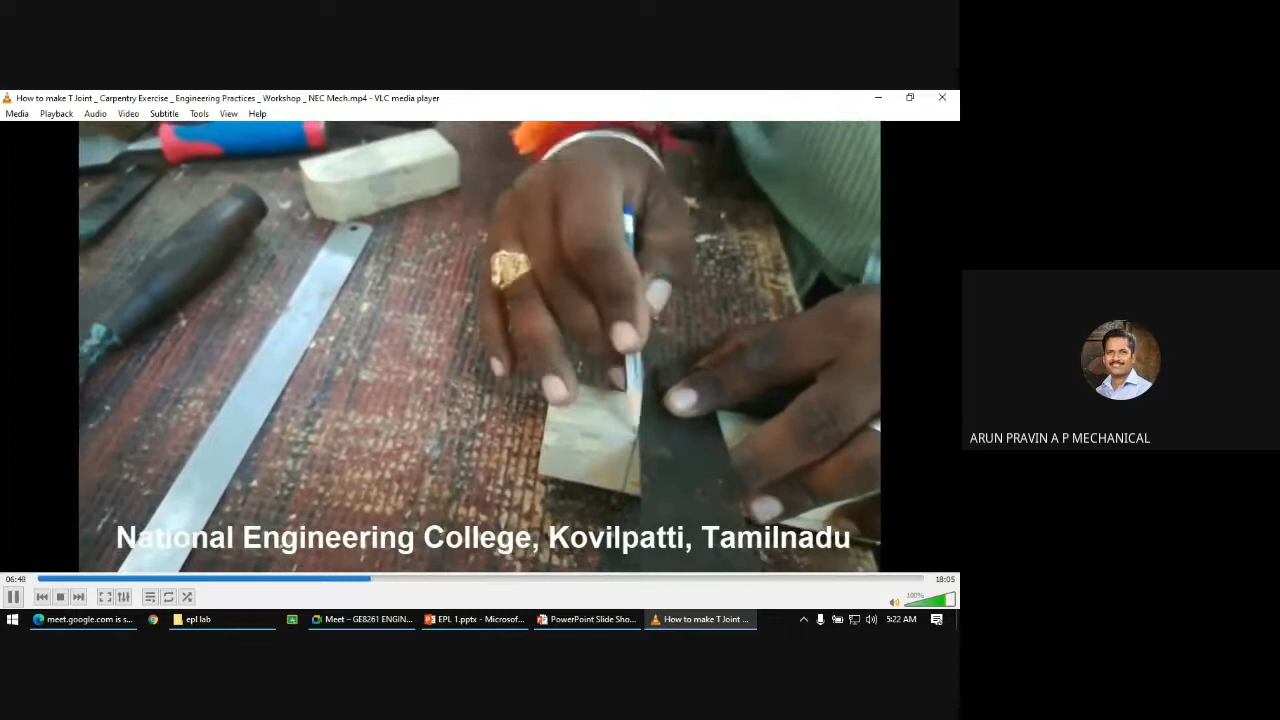 How to make T Joint _ Carpentry Exercise _ Engineering Practices _ Workshop _ NEC Mech.mp4 - VLC media player
Media Playback Audio Video Subtitle Tools View Help
National Engineering College, Kovilpatti, Tamilnadu
ARUN PRAVIN A P MECHANICAL
06:48 18:05
100%
meet.google.com is s... epl lab Meet – GE8261 ENGIN... EPL 1.pptx - Microsof... PowerPoint Slide Sho... How to make T Joint ... 5:22 AM